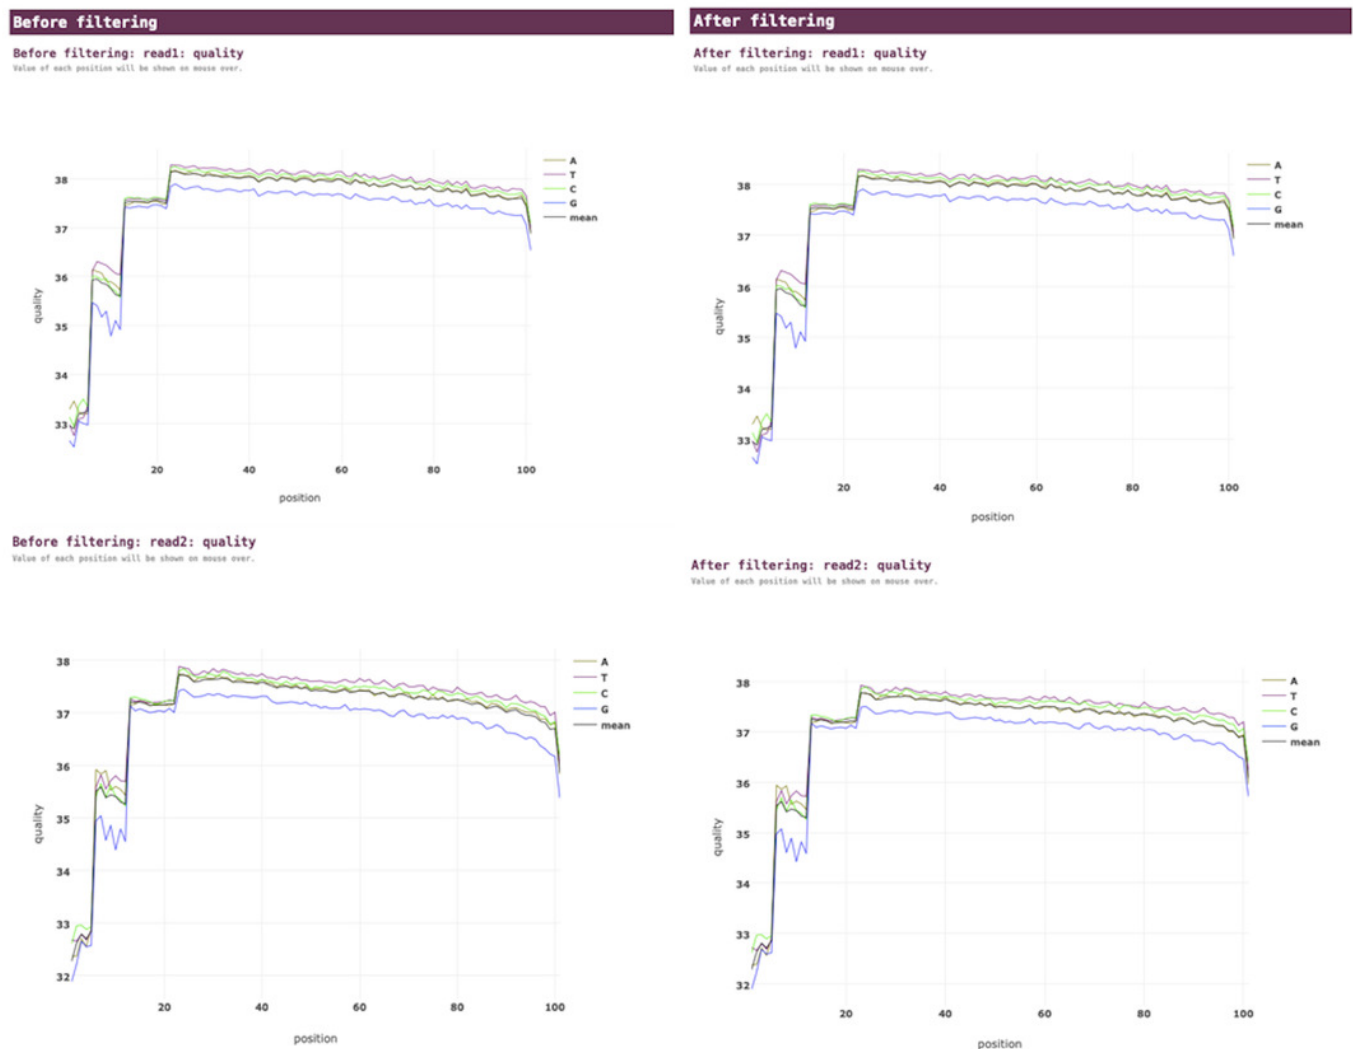 Before filtering
Before filtering: read1: quality
Value of each position will be shown on mouse over.
A
T
C
G
mean
38
37
36
35
34
33
quality
20 40 60 80 100
position
Before filtering: read2: quality
Value of each position will be shown on mouse over.
A
T
C
G
mean
38
37
36
35
34
33
32
quality
20 40 60 80 100
position
After filtering
After filtering: read1: quality
Value of each position will be shown on mouse over.
A
T
C
G
mean
38
37
36
35
34
33
quality
20 40 60 80 100
position
After filtering: read2: quality
Value of each position will be shown on mouse over.
A
T
C
G
mean
38
37
36
35
34
33
32
quality
20 40 60 80 100
position